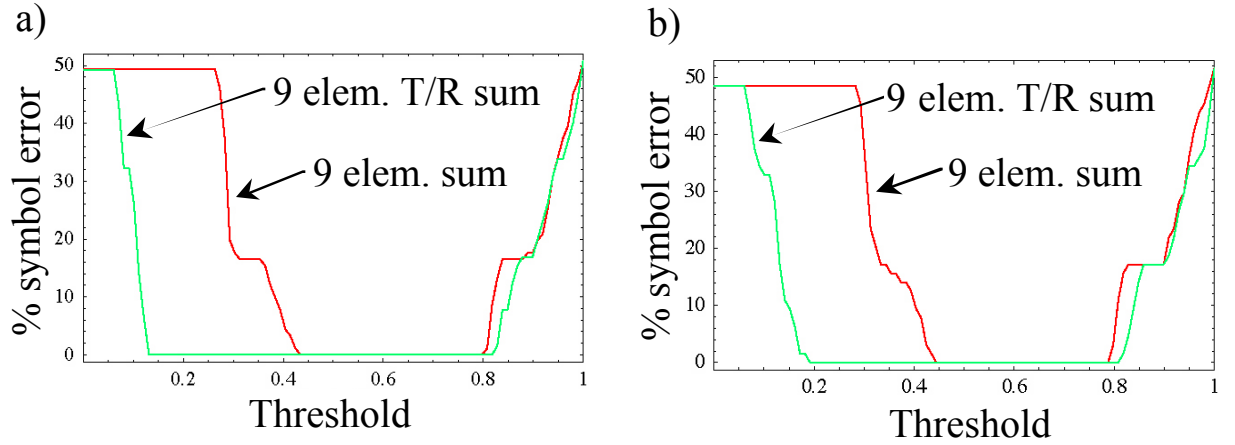 a)
50
40
30
20
10
0
% symbol error
9 elem. T/R sum
9 elem. sum
0.2 0.4 0.6 0.8 1
Threshold
b)
50
40
30
20
10
0
% symbol error
9 elem. T/R sum
9 elem. sum
0.2 0.4 0.6 0.8 1
Threshold